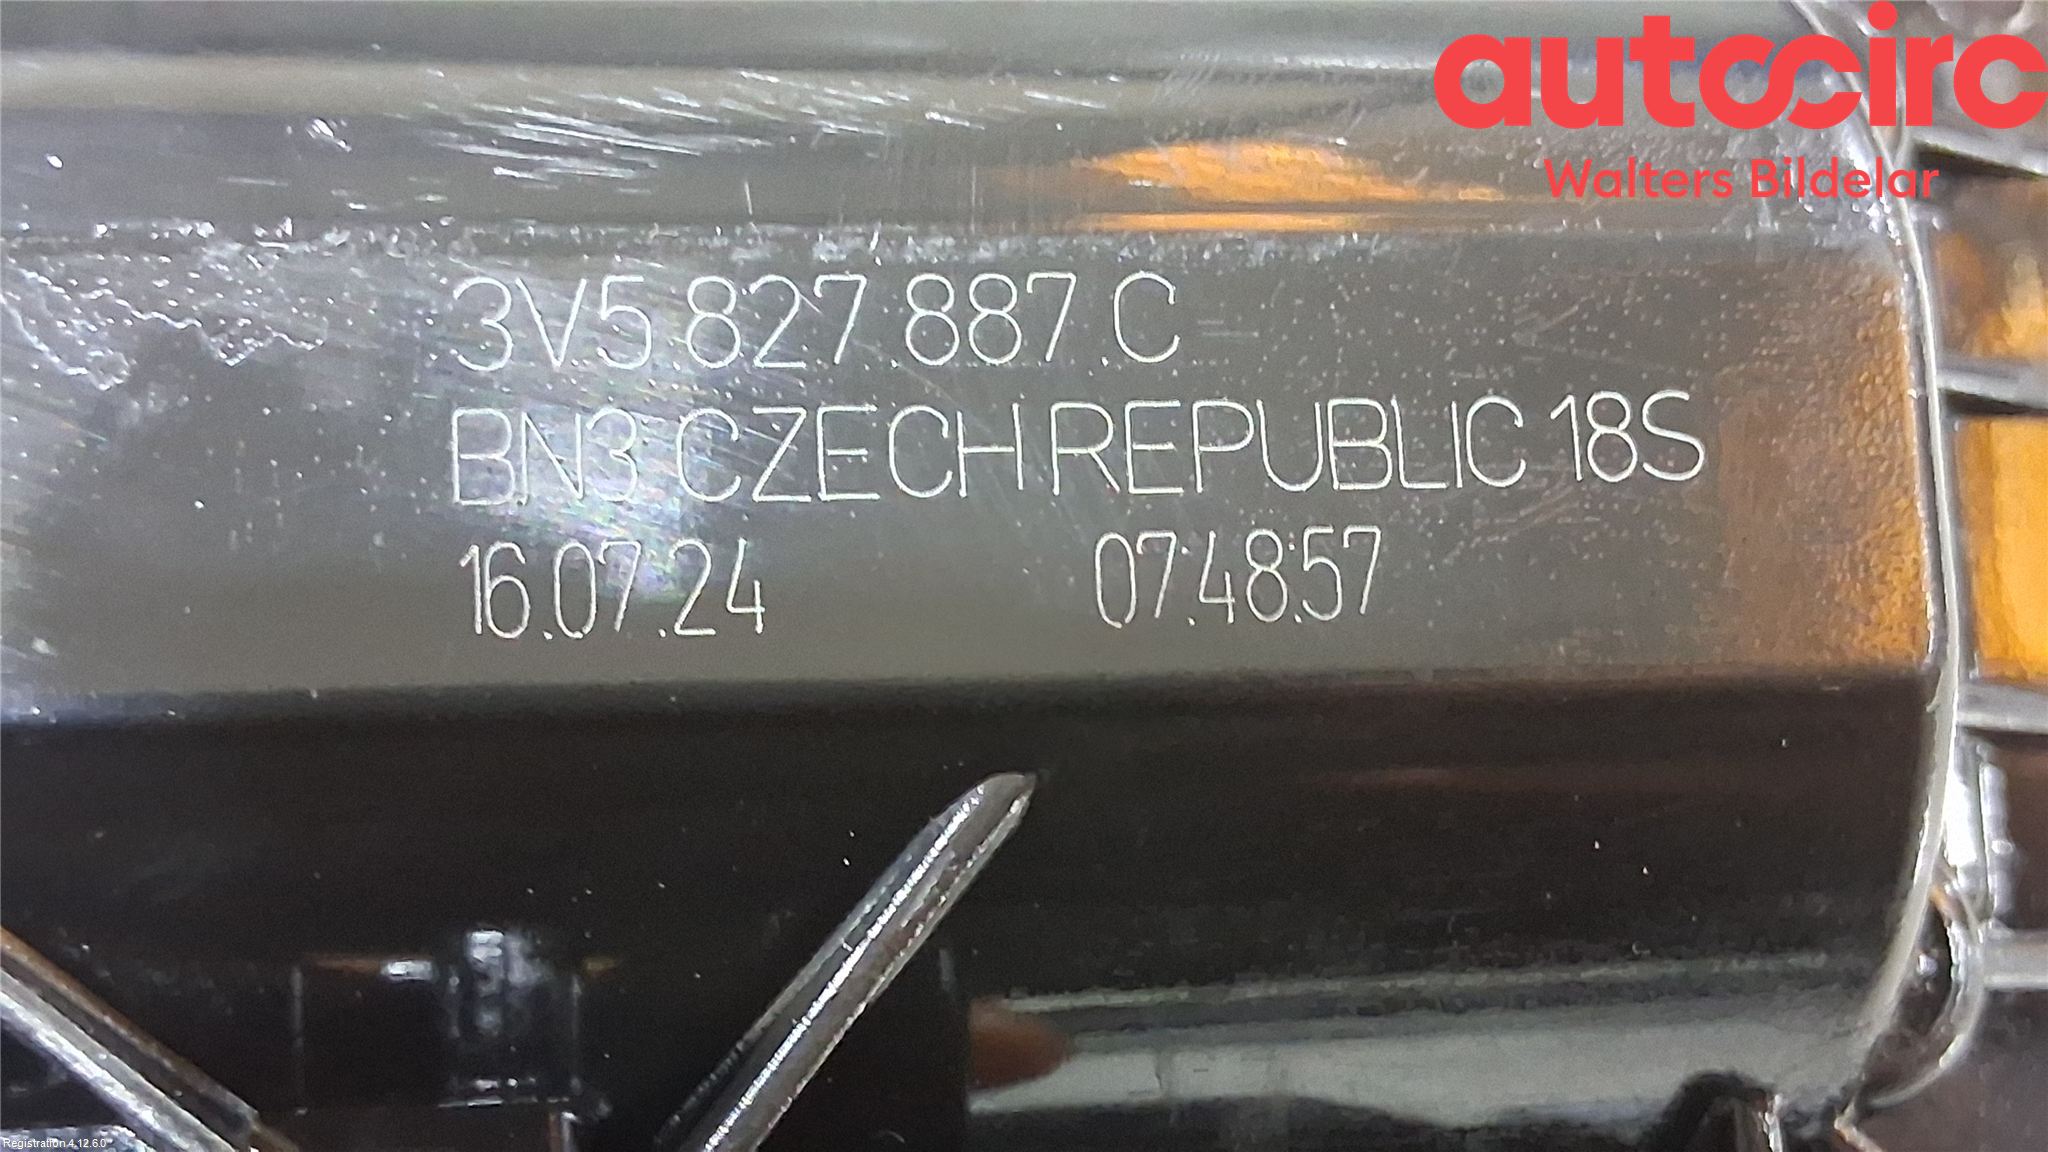 autocirc
Walters Bildelar
3V5.827.887.C
BN3 CZECH REPUBLIC 18S
16.07.24 07:48:57
Registration 4.12.6.0